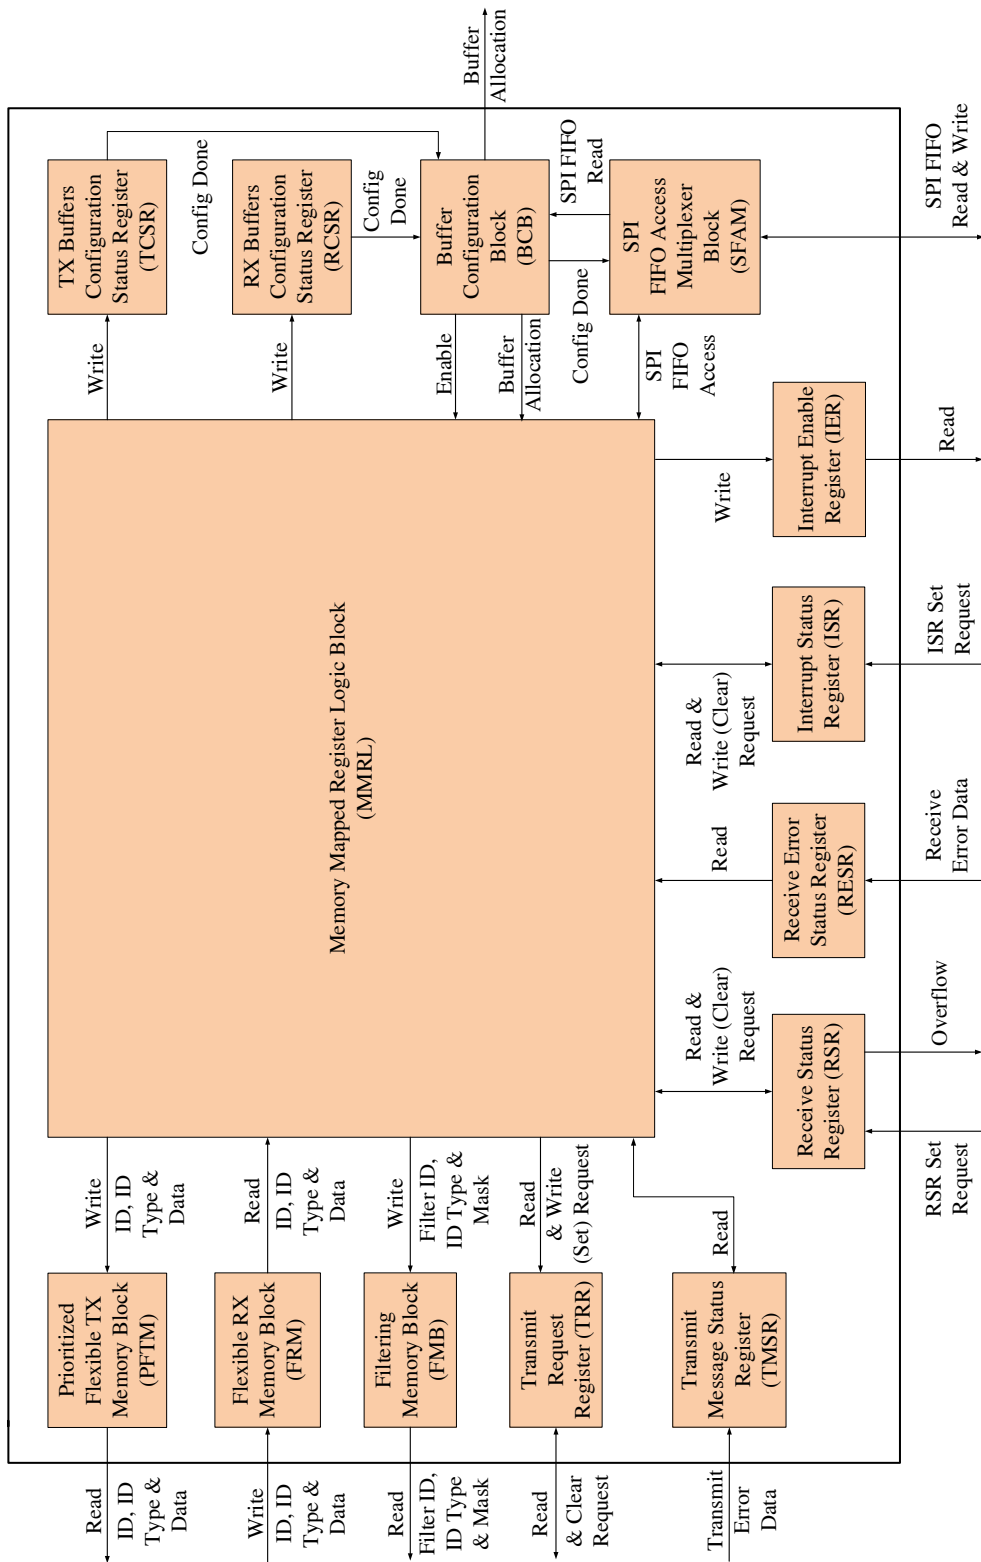 Buffer
Allocation
TX Buffers
Configuration
Status Register
(TCSR)
Config Done
RX Buffers
Configuration
Status Register
(RCSR)
Config
Done
Buffer
Configuration
Block
(BCB)
SPI FIFO
Read
SPI
FIFO Access
Multiplexer
Block
(SFAM)
SPI FIFO
Read & Write
Write
Write
Enable
Buffer
Allocation
Config Done
SPI
FIFO
Access
Memory Mapped Register Logic Block
(MMRL)
Write
Interrupt Enable
Register (IER)
Read
Read &
Write (Clear)
Request
Interrupt Status
Register (ISR)
ISR Set
Request
Read
Receive Error
Status Register
(RESR)
Receive
Error Data
Read &
Write (Clear)
Request
Receive Status
Register (RSR)
Overflow
RSR Set
Request
Write
ID, ID
Type &
Data
Read
ID, ID
Type &
Data
Write
Filter ID,
ID Type &
Mask
Read
& Write
(Set) Request
Read
Prioritized
Flexible TX
Memory Block
(PFTM)
Flexible RX
Memory Block
(FRM)
Filtering
Memory Block
(FMB)
Transmit
Request
Register (TRR)
Transmit
Message Status
Register
(TMSR)
Read
ID, ID
Type &
Data
Write
ID, ID
Type &
Data
Read
Filter ID,
ID Type
& Mask
Read
& Clear
Request
Transmit
Error
Data